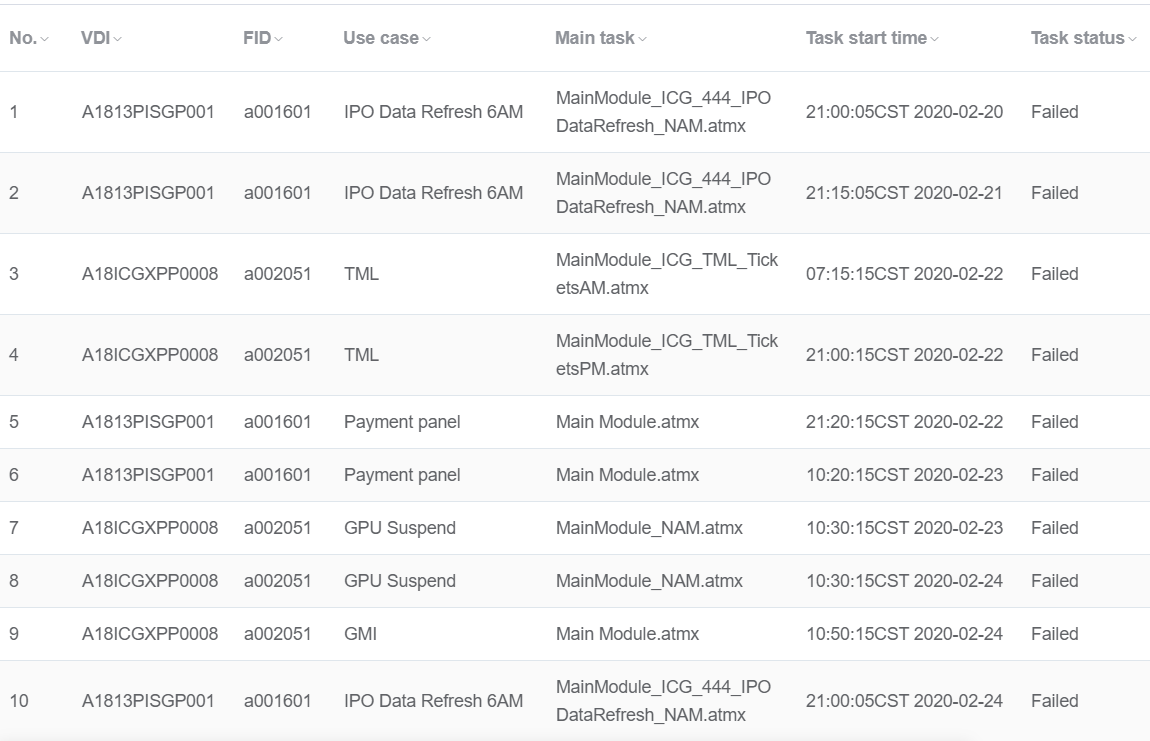 No. VDI FID Use case Main task Task start time Task status
1 A1813PISGP001 a001601 IPO Data Refresh 6AM MainModule_ICG_444_IPO 21:00:05CST 2020-02-20 Failed
DataRefresh_NAM.atmx
2 A1813PISGP001 a001601 IPO Data Refresh 6AM MainModule_ICG_444_IPO 21:15:05CST 2020-02-21 Failed
DataRefresh_NAM.atmx
3 A18ICGXPP0008 a002051 TML MainModule_ICG_TML_Tick 07:15:15CST 2020-02-22 Failed
etsAM.atmx
4 A18ICGXPP0008 a002051 TML MainModule_ICG_TML_Tick 21:00:15CST 2020-02-22 Failed
etsPM.atmx
5 A1813PISGP001 a001601 Payment panel Main Module.atmx 21:20:15CST 2020-02-22 Failed
6 A1813PISGP001 a001601 Payment panel Main Module.atmx 10:20:15CST 2020-02-23 Failed
7 A18ICGXPP0008 a002051 GPU Suspend MainModule_NAM.atmx 10:30:15CST 2020-02-23 Failed
8 A18ICGXPP0008 a002051 GPU Suspend MainModule_NAM.atmx 10:30:15CST 2020-02-24 Failed
9 A18ICGXPP0008 a002051 GMI Main Module.atmx 10:50:15CST 2020-02-24 Failed
10 A1813PISGP001 a001601 IPO Data Refresh 6AM MainModule_ICG_444_IPO 21:00:05CST 2020-02-24 Failed
DataRefresh_NAM.atmx